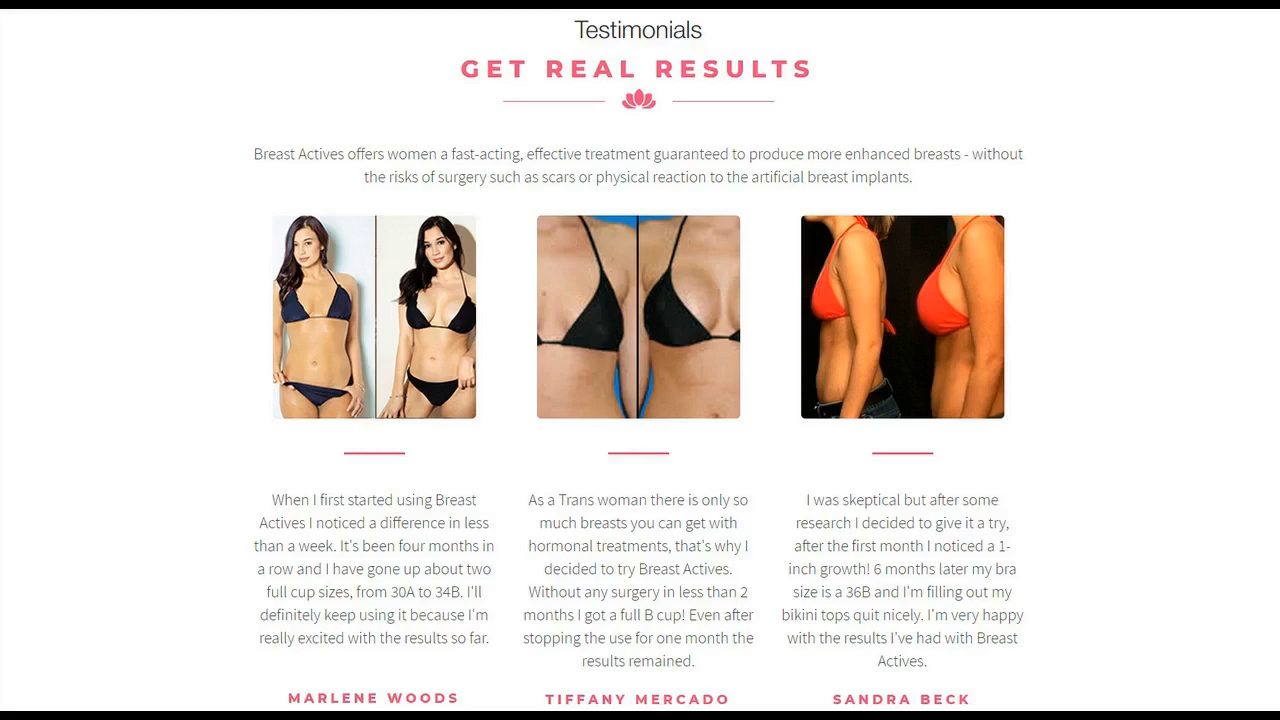 Testimonials
GET REAL RESULTS
Breast Actives offers women a fast-acting, effective treatment guaranteed to produce more enhanced breasts - without
the risks of surgery such as scars or physical reaction to the artificial breast implants.
When I first started using Breast
Actives I noticed a difference in less
than a week. It's been four months in
a row and I have gone up about two
full cup sizes, from 30A to 34B. I'll
definitely keep using it because I'm
really excited with the results so far.
MARLENE WOODS
As a Trans woman there is only so
much breasts you can get with
hormonal treatments, that's why I
decided to try Breast Actives.
Without any surgery in less than 2
months I got a full B cup! Even after
stopping the use for one month the
results remained.
TIFFANY MERCADO
I was skeptical but after some
research I decided to give it a try,
after the first month I noticed a 1-
inch growth! 6 months later my bra
size is a 36B and I'm filling out my
bikini tops quit nicely. I'm very happy
with the results I've had with Breast
Actives.
SANDRA BECK